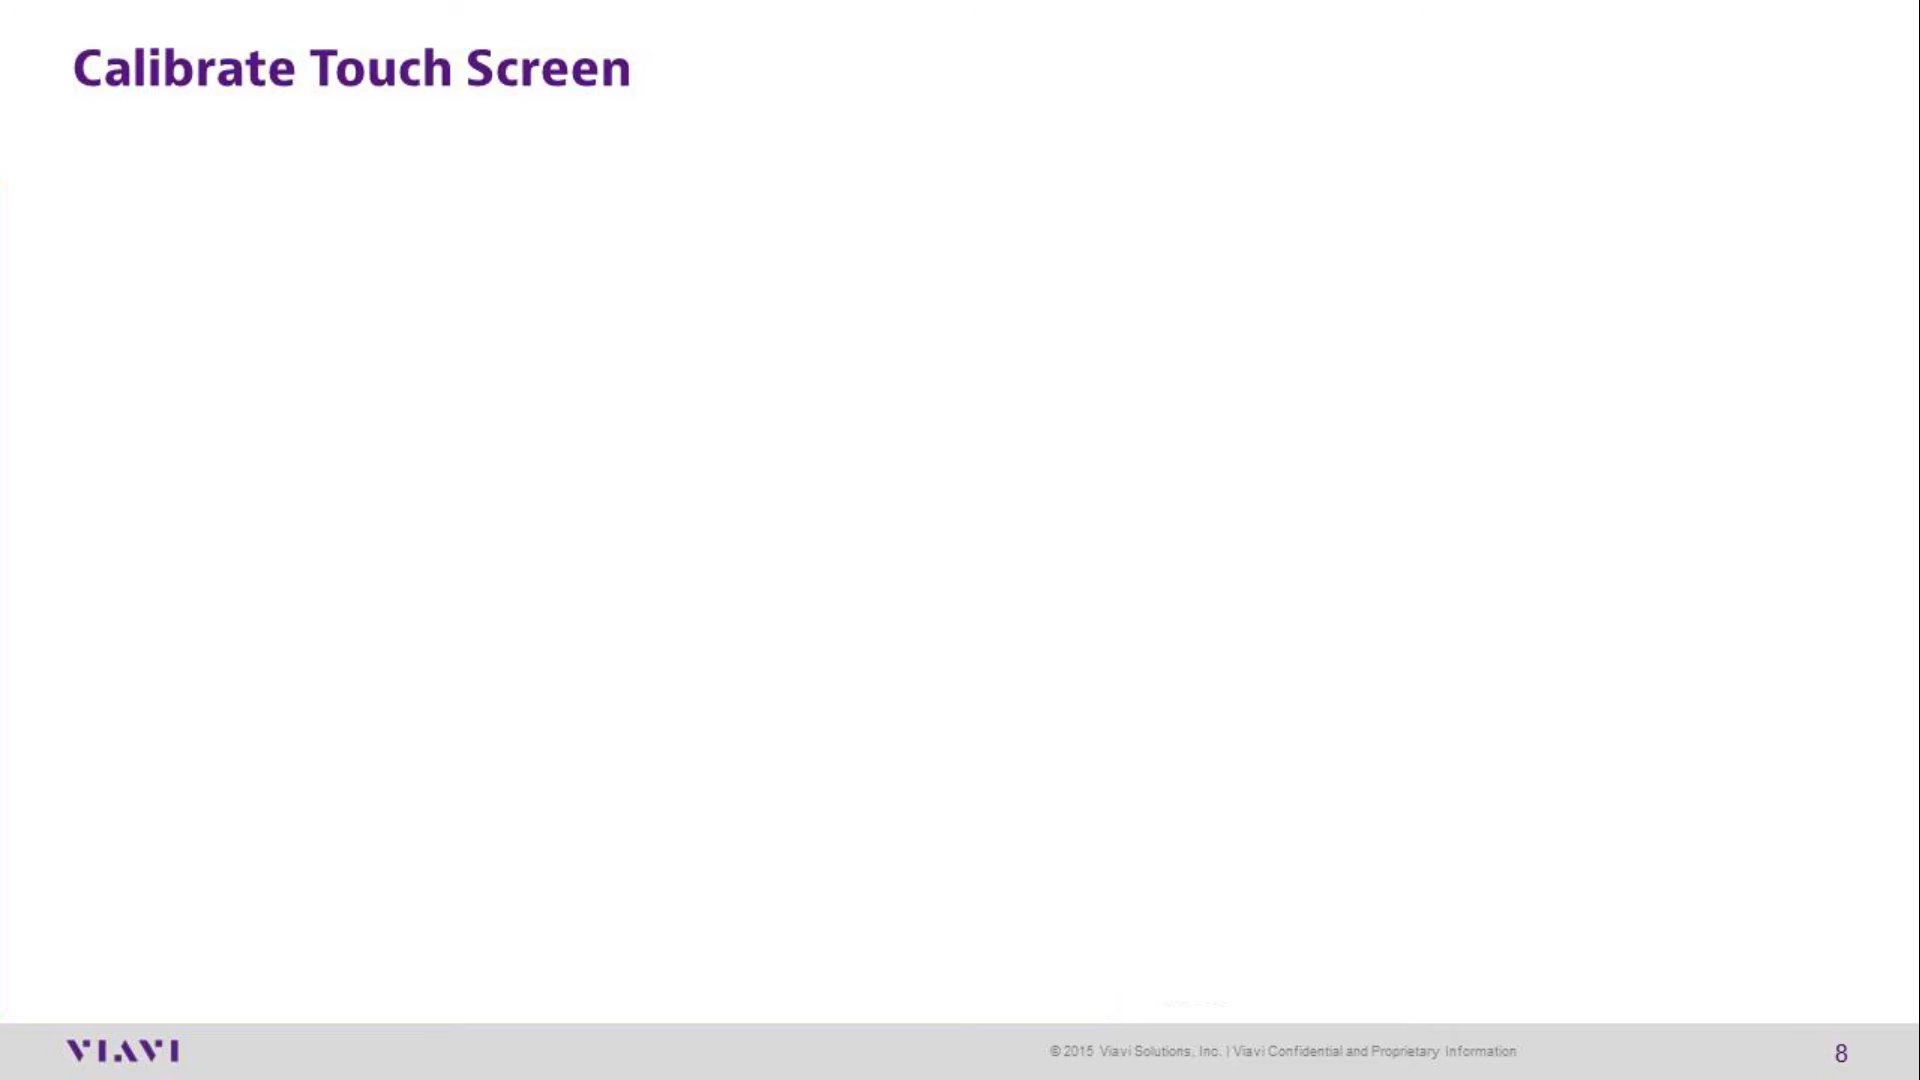 Calibrate Touch Screen
VIAVI
© 2015 Viavi Solutions, Inc. | Viavi Confidential and Proprietary Information
8